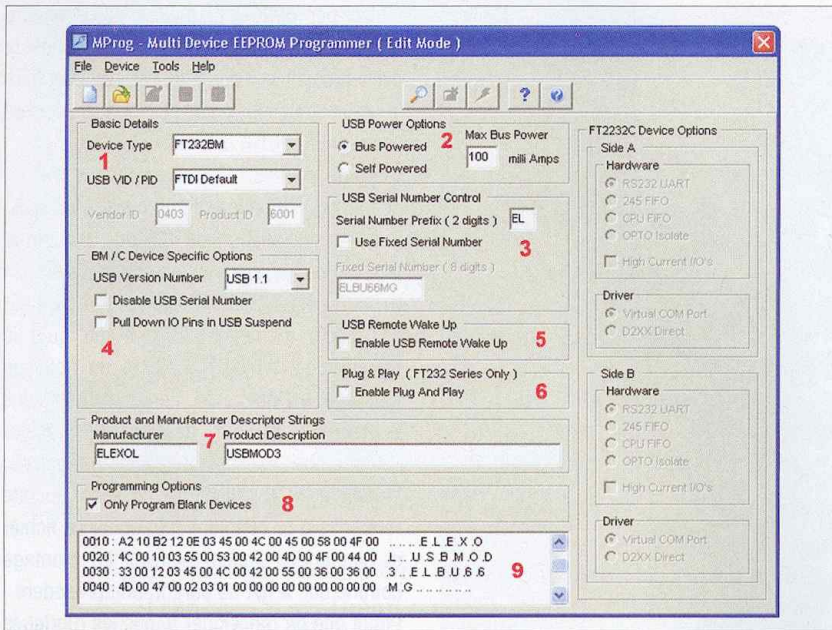 MProg - Multi Device EEPROM Programmer ( Edit Mode )
File Device Tools Help
Basic Details
1
Device Type FT232BM
USB VID / PID FTDI Default
Vendor ID 0403 Product ID 6001
BM / C Device Specific Options
USB Version Number USB 1.1
Disable USB Serial Number
Pull Down IO Pins in USB Suspend
4
USB Power Options
Bus Powered
Self Powered
2
Max Bus Power
100 milli Amps
USB Serial Number Control
Serial Number Prefix ( 2 digits ) EL
Use Fixed Serial Number
3
Fixed Serial Number ( 8 digits )
ELBU66MG
USB Remote Wake Up
Enable USB Remote Wake Up 5
Plug & Play ( FT232 Series Only )
Enable Plug And Play 6
Product and Manufacturer Descriptor Strings
Manufacturer 7 Product Description
ELEXOL USBMOD3
Programming Options
Only Program Blank Devices 8
0010 : A2 10 B2 12 0E 03 45 00 4C 00 45 00 58 00 4F 00 ......E.L.E.X.O
0020 : 4C 00 10 03 55 00 53 00 42 00 4D 00 4F 00 44 00 .L...U.S.B.M.O.D
0030 : 33 00 12 03 45 00 4C 00 42 00 55 00 36 00 36 00 .3...E.L.B.U.6.6
0040 : 4D 00 47 00 02 03 01 00 00 00 00 00 00 00 00 00 .M.G.......
9
FT2232C Device Options
Side A
Hardware
RS232 UART
245 FIFO
CPU FIFO
OPTO Isolate
High Current I/O's
Driver
Virtual COM Port
D2XX Direct
Side B
Hardware
RS232 UART
245 FIFO
CPU FIFO
OPTO Isolate
High Current I/O's
Driver
Virtual COM Port
D2XX Direct